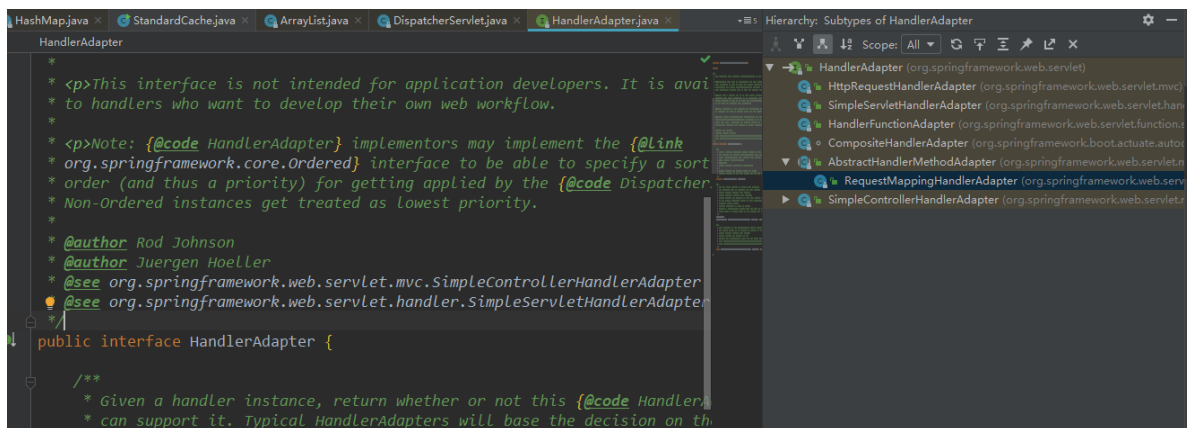 HashMap.java
StandardCache.java
ArrayList.java
DispatcherServlet.java
HandlerAdapter.java
HandlerAdapter
*
* <p>This interface is not intended for application developers. It is avai
* to handlers who want to develop their own web workflow.
*
* <p>Note: {@code HandlerAdapter} implementors may implement the {@link
* org.springframework.core.Ordered} interface to be able to specify a sort
* order (and thus a priority) for getting applied by the {@code Dispatcher
* Non-Ordered instances get treated as lowest priority.
*
* @author Rod Johnson
* @author Juergen Hoeller
* @see org.springframework.web.servlet.mvc.SimpleControllerHandlerAdapter
* @see org.springframework.web.servlet.handler.SimpleServletHandlerAdapter
*/
public interface HandlerAdapter {
/**
* Given a handler instance, return whether or not this {@code HandlerA
* can support it. Typical HandlerAdapters will base the decision on th
Hierarchy: Subtypes of HandlerAdapter
Scope: All
HandlerAdapter (org.springframework.web.servlet)
HttpRequestHandlerAdapter (org.springframework.web.servlet.mvc)
SimpleServletHandlerAdapter (org.springframework.web.servlet.han
HandlerFunctionAdapter (org.springframework.web.servlet.function.s
CompositeHandlerAdapter (org.springframework.boot.actuate.autoc
AbstractHandlerMethodAdapter (org.springframework.web.servlet.m
RequestMappingHandlerAdapter (org.springframework.web.serv
SimpleControllerHandlerAdapter (org.springframework.web.servlet.r